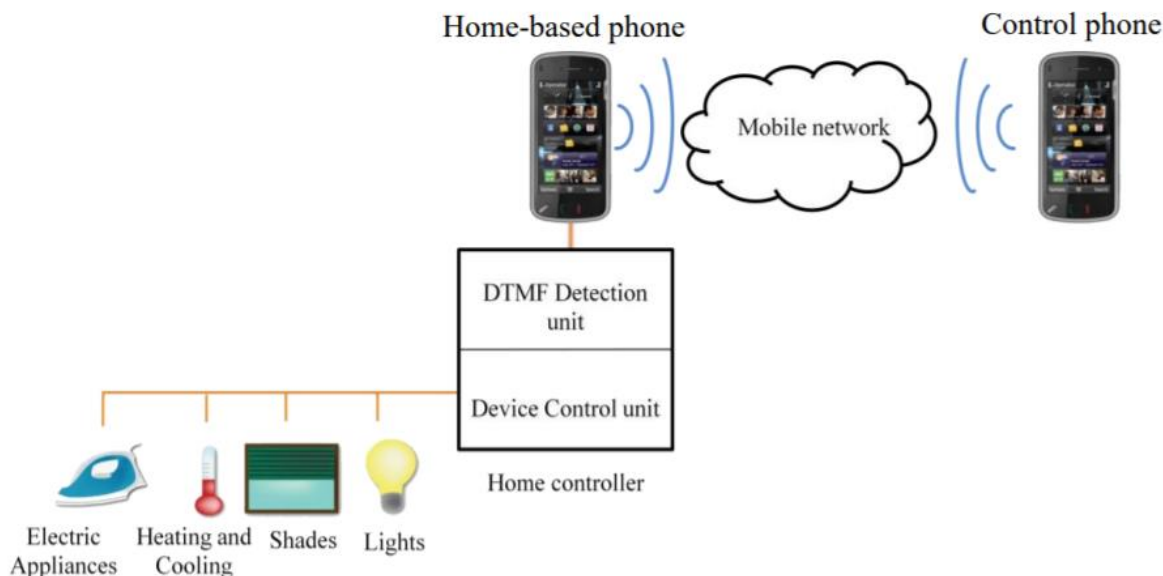 Home-based phone
Control phone
Mobile network
DTMF Detection
unit
Device Control unit
Home controller
Electric
Appliances
Heating and
Cooling
Shades
Lights